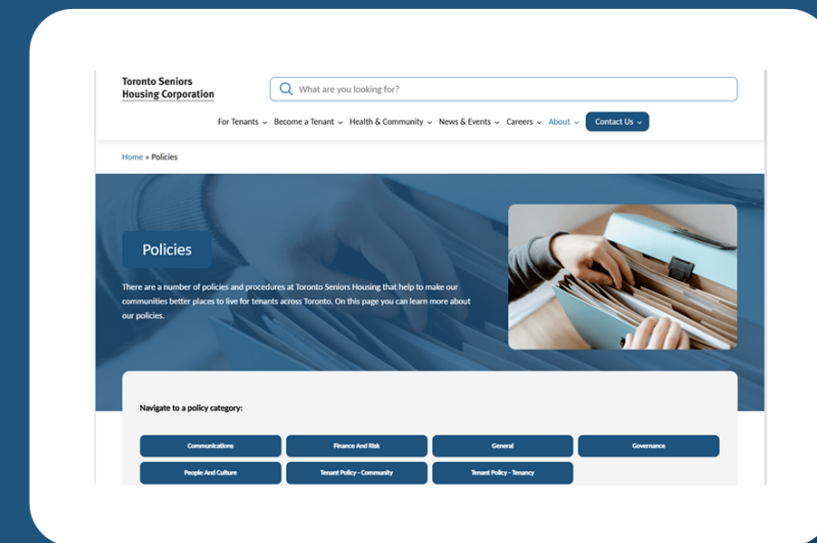 Toronto Seniors
Housing Corporation
What are you looking for?
For Tenants Become a Tenant Health & Community News & Events Careers About Contact Us
Home » Policies
Policies
There are a number of policies and procedures at Toronto Seniors Housing that help to make our
communities better places to live for tenants across Toronto. On this page you can learn more about
our policies.
Navigate to a policy category:
Communications Finance And Risk General Governance
People And Culture Tenant Policy - Community Tenant Policy - Tenancy